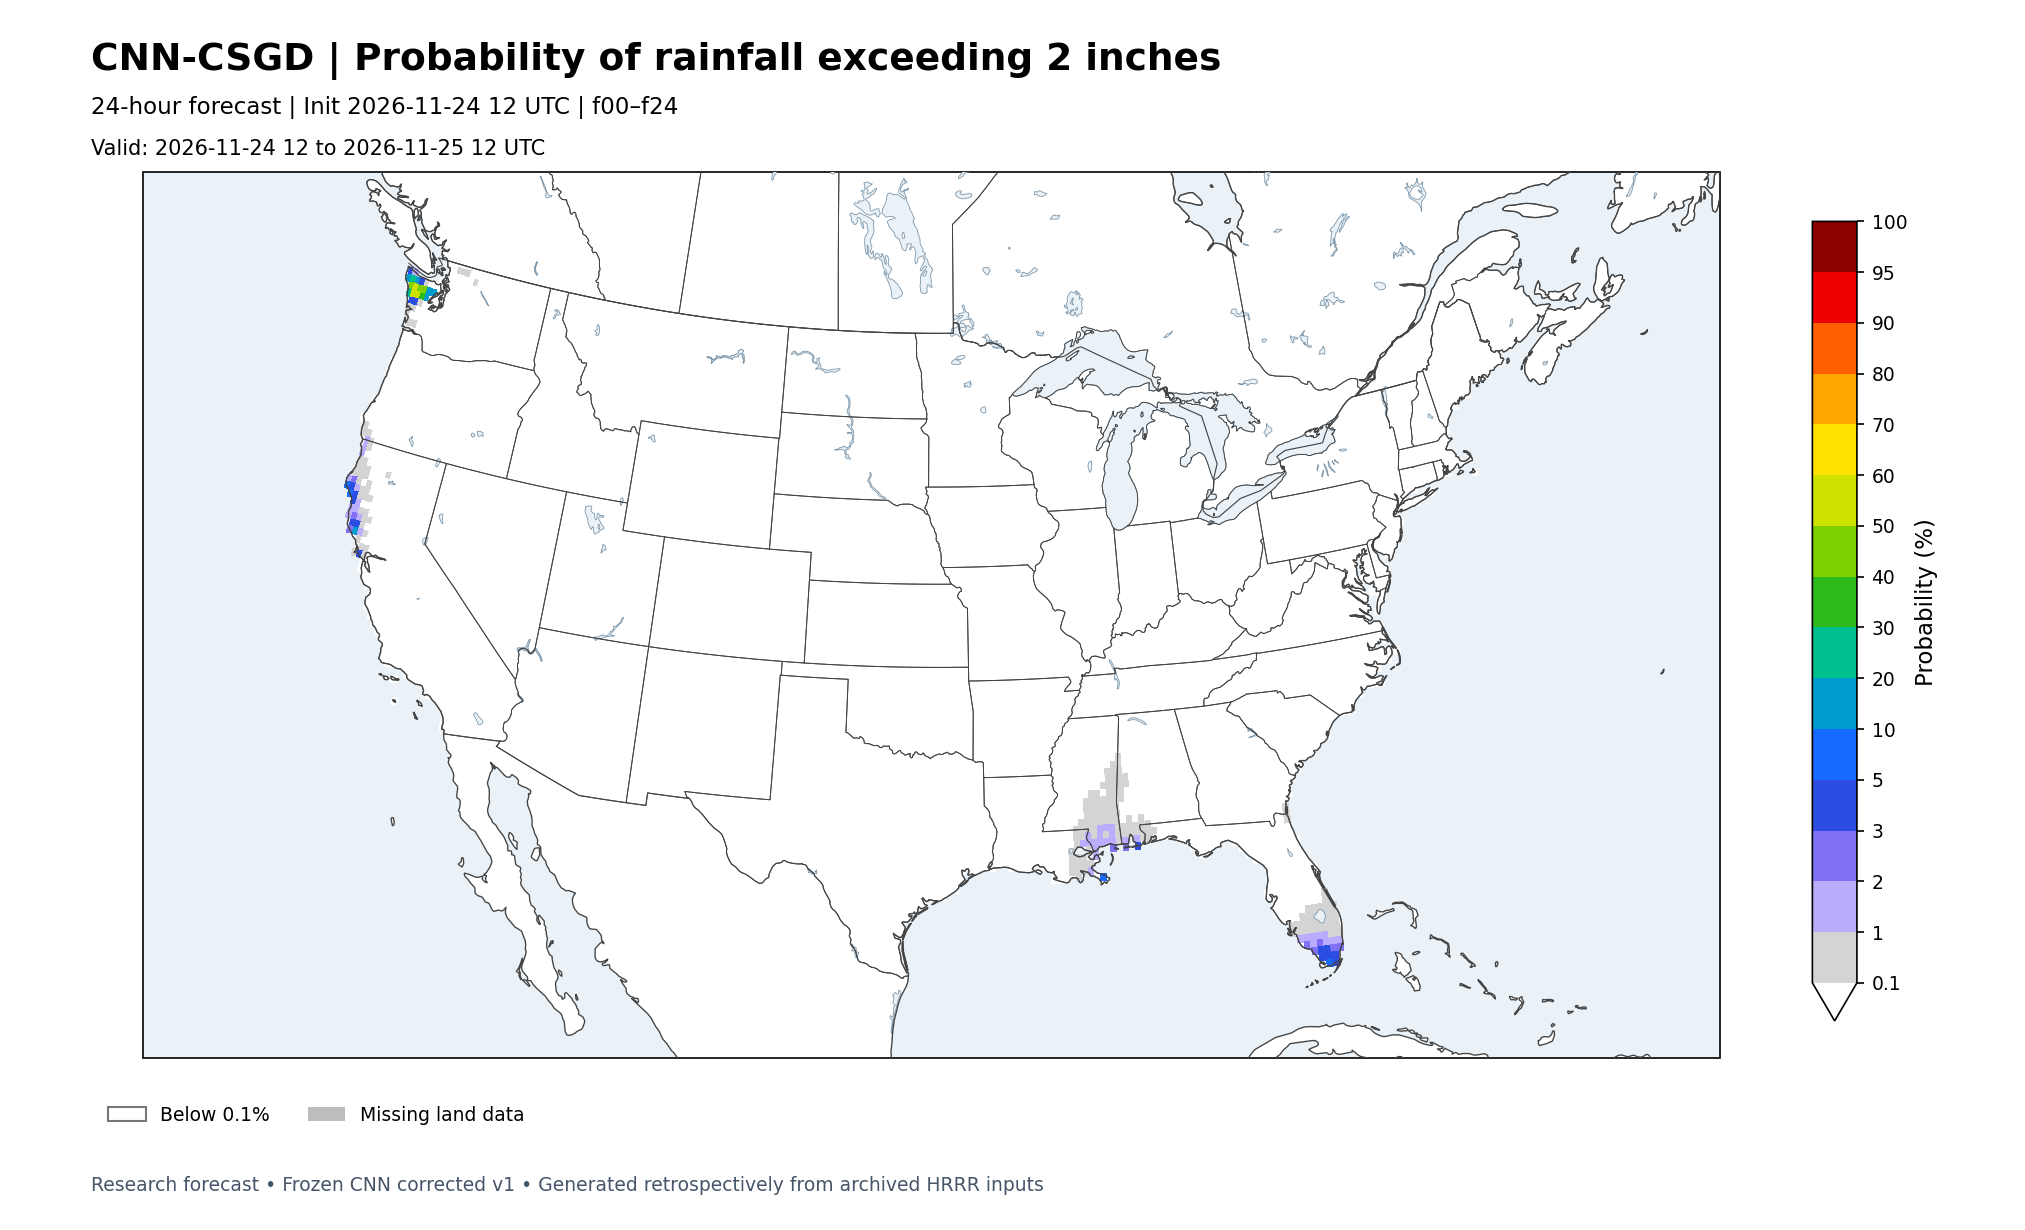 CNN-CSGD | Probability of rainfall exceeding 2 inches
24-hour forecast | Init 2026-11-24 12 UTC | f00–f24
Valid: 2026-11-24 12 to 2026-11-25 12 UTC
100
95
90
80
70
60
50
40
30
20
10
5
3
2
1
0.1
Probability (%)
Below 0.1%
Missing land data
Research forecast • Frozen CNN corrected v1 • Generated retrospectively from archived HRRR inputs